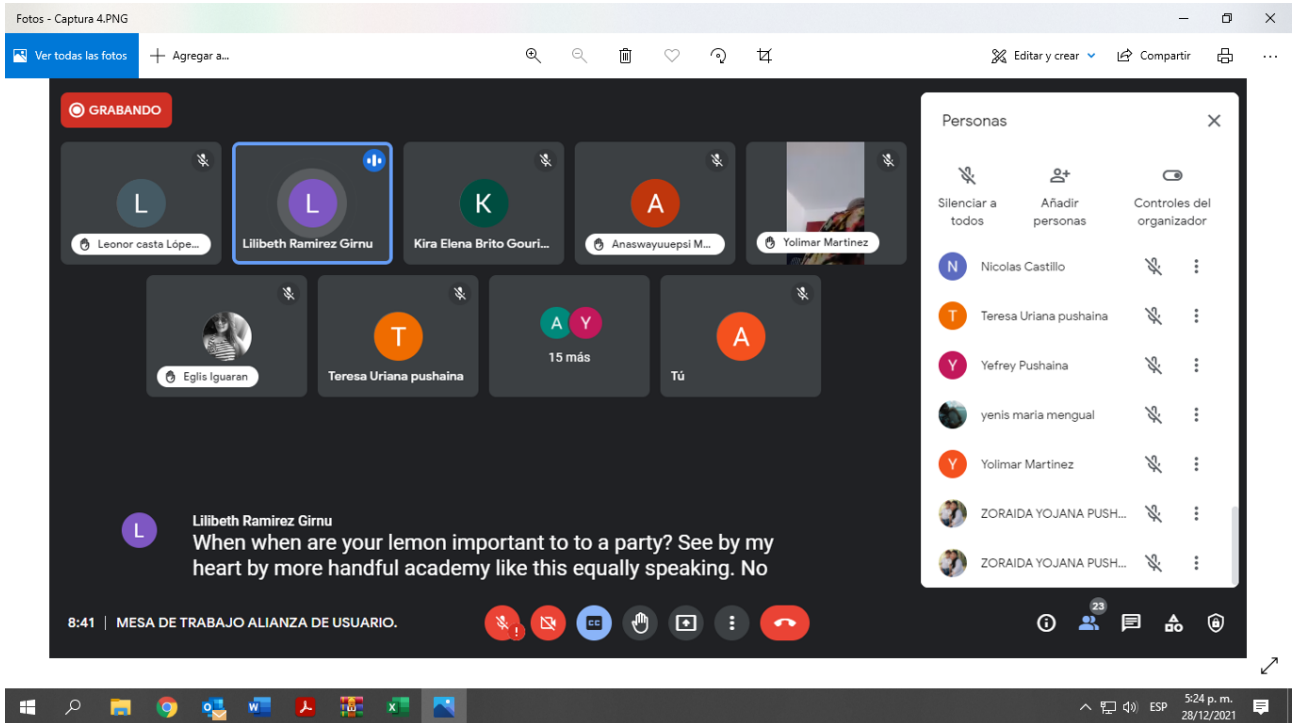 Fotos - Captura 4.PNG
Ver todas las fotos
Agregar a...
Editar y crear
Compartir
GRABANDO
L
Leonor casta Lópe...
L
Lilibeth Ramirez Girnu
K
Kira Elena Brito Gouri...
A
Anaswayuuepsi M...
Yolimar Martinez
Eglis Iguaran
T
Teresa Uriana pushaina
A Y
15 más
A
Tú
L
Lilibeth Ramirez Girnu
When when are your lemon important to to a party? See by my
heart by more handful academy like this equally speaking. No
8:41 | MESA DE TRABAJO ALIANZA DE USUARIO.
CC
Personas
Silenciar a
todos
Añadir
personas
Controles del
organizador
N
Nicolas Castillo
T
Teresa Uriana pushaina
Y
Yefrey Pushaina
yenis maria mengual
Y
Yolimar Martinez
ZORAIDA YOJANA PUSH...
ZORAIDA YOJANA PUSH...
23
ESP
5:24 p. m.
28/12/2021